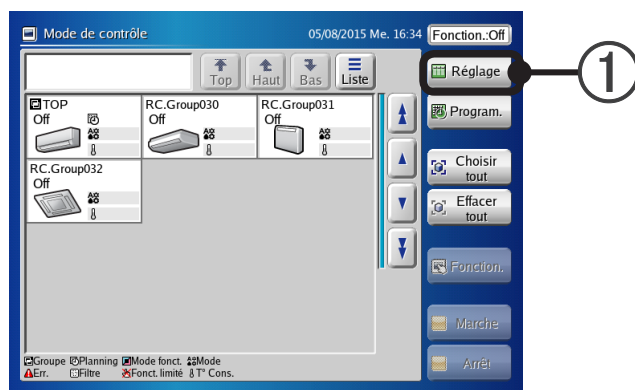 Mode de contrôle 05/08/2015 Me. 16:34 Fonction.:Off
Top Haut Bas Liste
Réglage
1
TOP
Off
RC.Group030
Off
RC.Group031
Off
Program.
RC.Group032
Off
Choisir
tout
Effacer
tout
Fonction.
Marche
Arrêt
Groupe Planning Mode fonct. Mode
Err. Filtre Fonct. limité T° Cons.